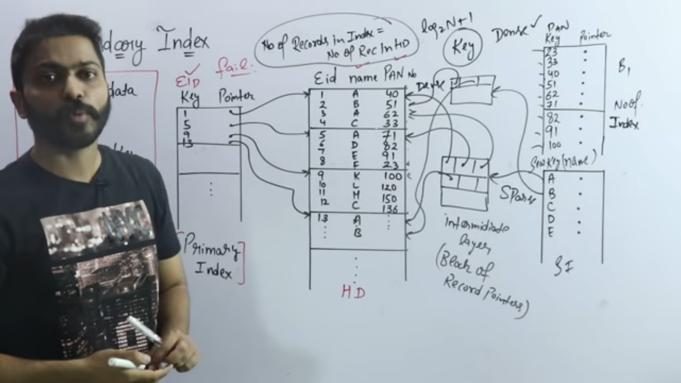 dary Index
data
EID fail.
Key Pointer
1
5
9
13
Primary
Index
No of Records in Index =
No of Rec in HD
Eid name PAN No
1 A 40
2 B 51
3 A 62
4 C 33
5 A 71
6 D 82
7 E 91
8 E 23
9 K 100
10 L 120
11 M 150
12 C 136
13 A
B
HD
log₂N+1
Key
Dense
Dense ✓
Sparse
Intermediate
layer
(Block of
Record Pointers)
PAN
Key Pointer
23
33
40
51
62
71
82
91
100
B₁
No of.
Index
Key(name)
A
B
C
D
E